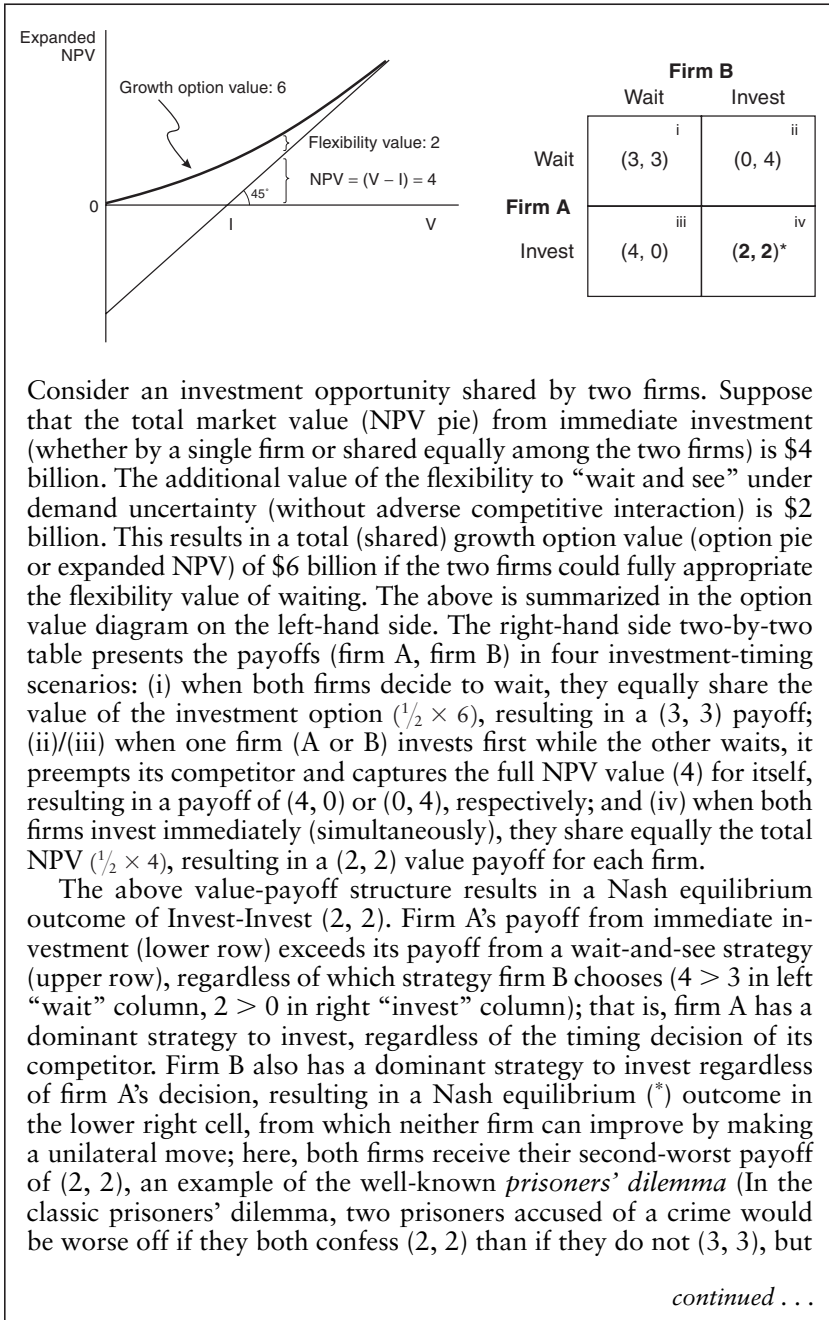 Expanded
NPV
Growth option value: 6
Flexibility value: 2
NPV = (V – I) = 4
45°
0
I
V
Firm B
Wait
Invest
Firm A
Wait
i
(3, 3)
ii
(0, 4)
Invest
iii
(4, 0)
iv
(2, 2)*
Consider an investment opportunity shared by two firms. Suppose
that the total market value (NPV pie) from immediate investment
(whether by a single firm or shared equally among the two firms) is $4
billion. The additional value of the flexibility to “wait and see” under
demand uncertainty (without adverse competitive interaction) is $2
billion. This results in a total (shared) growth option value (option pie
or expanded NPV) of $6 billion if the two firms could fully appropriate
the flexibility value of waiting. The above is summarized in the option
value diagram on the left-hand side. The right-hand side two-by-two
table presents the payoffs (firm A, firm B) in four investment-timing
scenarios: (i) when both firms decide to wait, they equally share the
value of the investment option (1/2 × 6), resulting in a (3, 3) payoff;
(ii)/(iii) when one firm (A or B) invests first while the other waits, it
preempts its competitor and captures the full NPV value (4) for itself,
resulting in a payoff of (4, 0) or (0, 4), respectively; and (iv) when both
firms invest immediately (simultaneously), they share equally the total
NPV (1/2 × 4), resulting in a (2, 2) value payoff for each firm.
The above value-payoff structure results in a Nash equilibrium
outcome of Invest-Invest (2, 2). Firm A’s payoff from immediate in-
vestment (lower row) exceeds its payoff from a wait-and-see strategy
(upper row), regardless of which strategy firm B chooses (4 > 3 in left
“wait” column, 2 > 0 in right “invest” column); that is, firm A has a
dominant strategy to invest, regardless of the timing decision of its
competitor. Firm B also has a dominant strategy to invest regardless
of firm A’s decision, resulting in a Nash equilibrium (*) outcome in
the lower right cell, from which neither firm can improve by making
a unilateral move; here, both firms receive their second-worst payoff
of (2, 2), an example of the well-known prisoners’ dilemma (In the
classic prisoners’ dilemma, two prisoners accused of a crime would
be worse off if they both confess (2, 2) than if they do not (3, 3), but
continued . . .